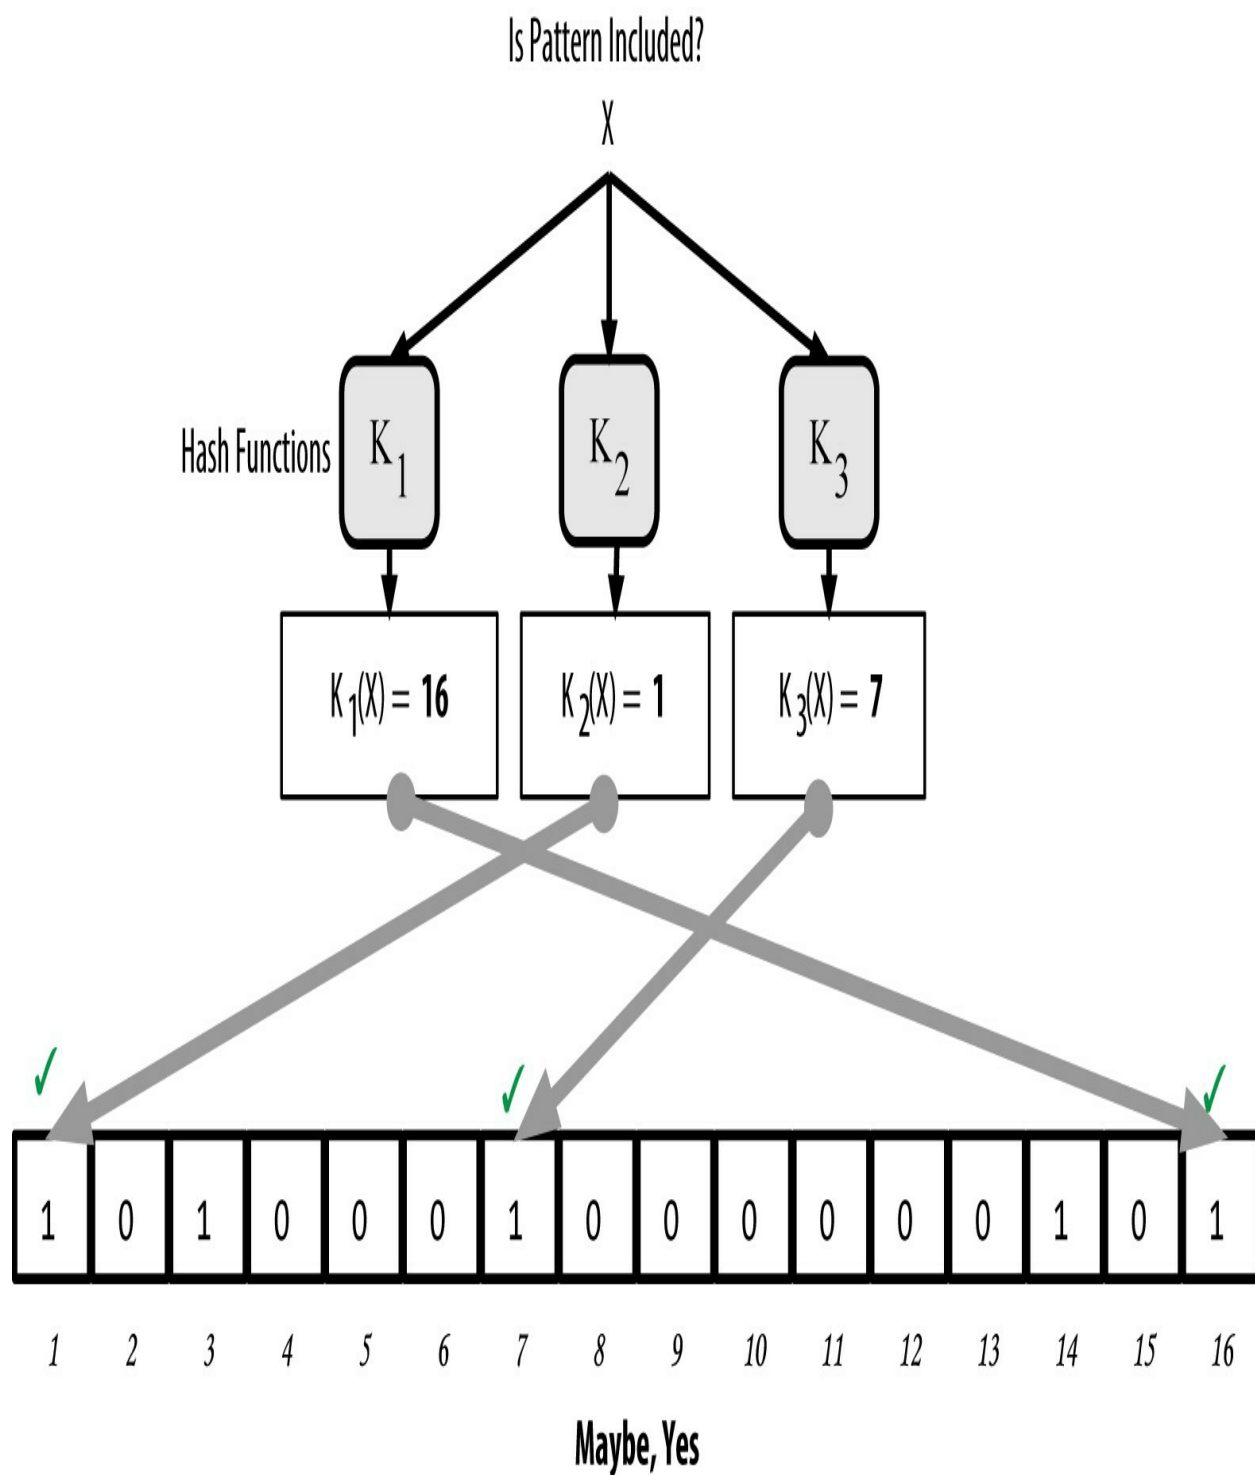 Is Pattern Included?
X
Hash Functions K1 K2 K3
K1(X) = 16 K2(X) = 1 K3(X) = 7
✓ ✓ ✓
1 0 1 0 0 0 1 0 0 0 0 0 0 1 0 1
1 2 3 4 5 6 7 8 9 10 11 12 13 14 15 16
Maybe, Yes